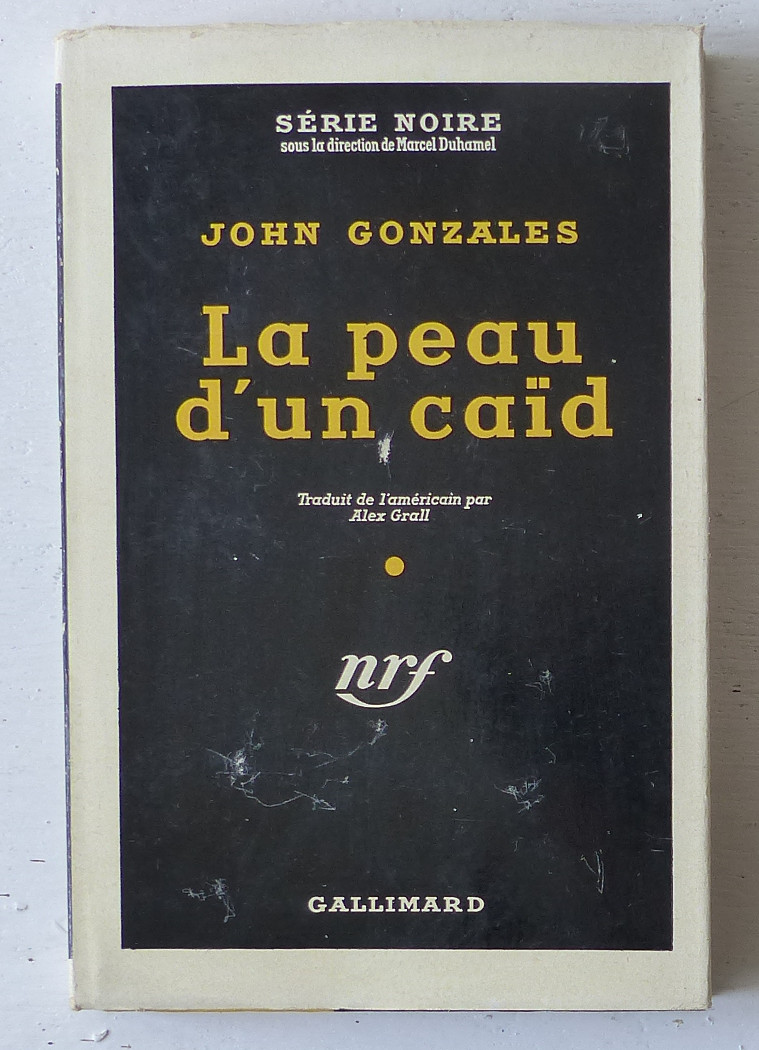 SÉRIE NOIRE
sous la direction de Marcel Duhamel
JOHN GONZALES
La peau
d'un caïd
Traduit de l'américain par
Alex Grall
nrf
GALLIMARD